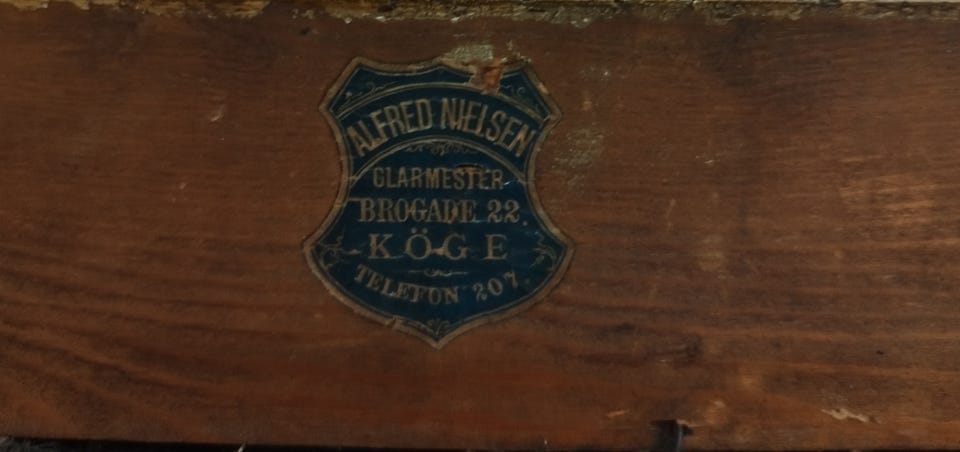 ALFRED NIELSEN
GLARMESTER
BROGADE 22.
KÖGE
TELEFON 207